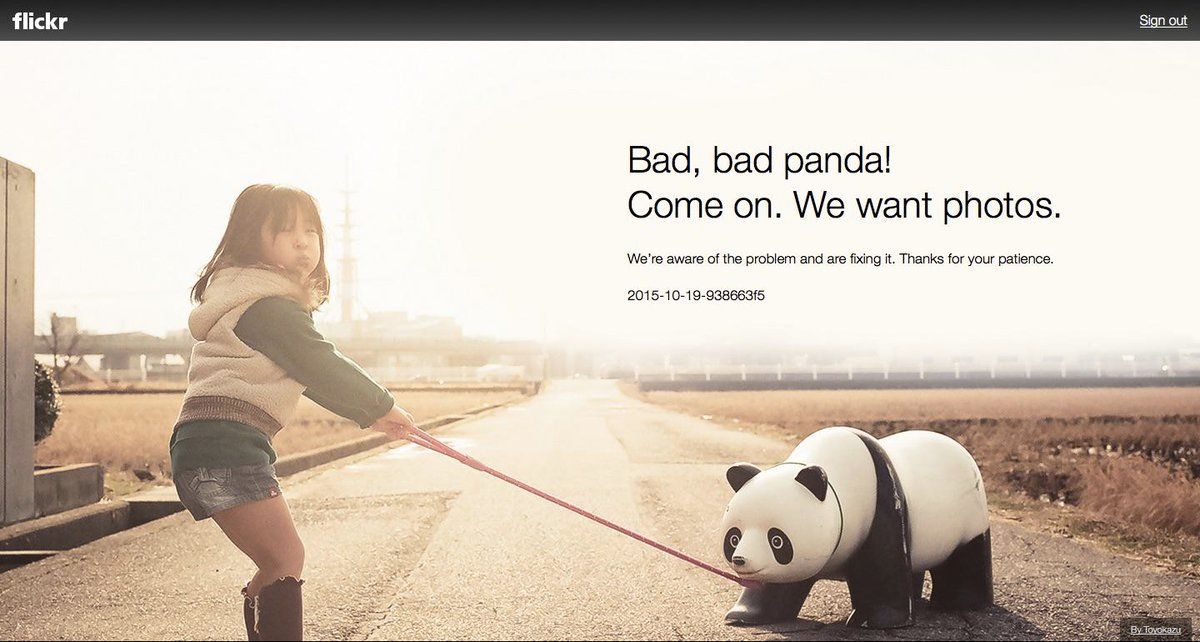 flickr
Sign out
Bad, bad panda!
Come on. We want photos.
We're aware of the problem and are fixing it. Thanks for your patience.
2015-10-19-938663f5
By Toyokazu